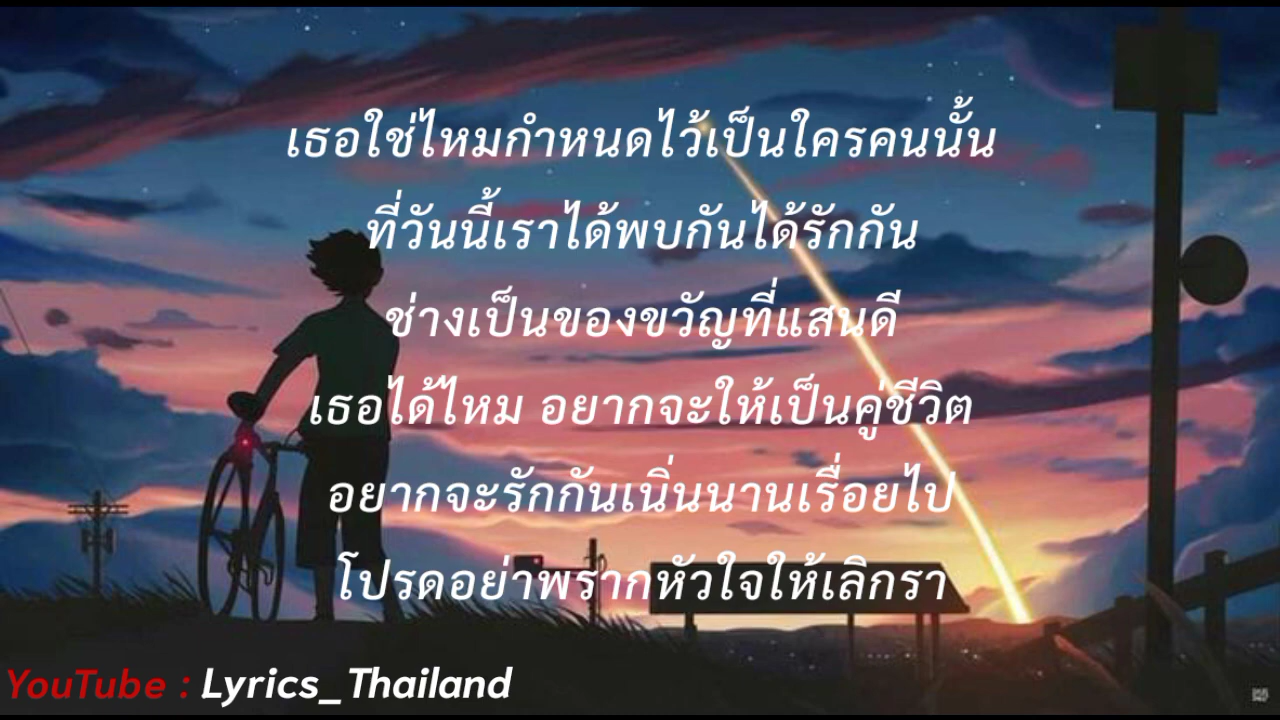 เธอใช่ไหมกำหนดไว้เป็นใครคนนั้น
ที่วันนี้เราได้พบกันได้รักกัน
ช่างเป็นของขวัญที่แสนดี
เธอได้ไหม อยากจะให้เป็นคู่ชีวิต
อยากจะรักกันเนิ่นนานเรื่อยไป
โปรดอย่าพรากหัวใจให้เลิกรา
YouTube : Lyrics_Thailand